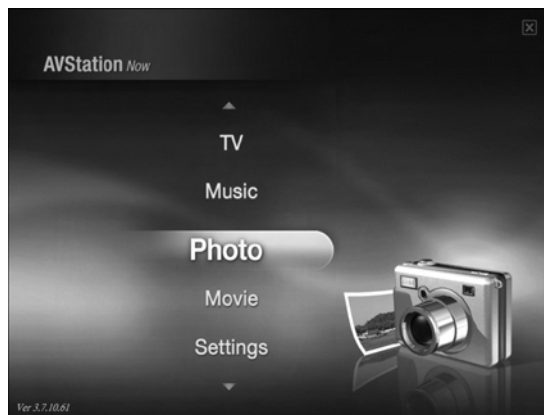 AVStation Now
TV
Music
Photo
Movie
Settings
Ver 3.7.10.61